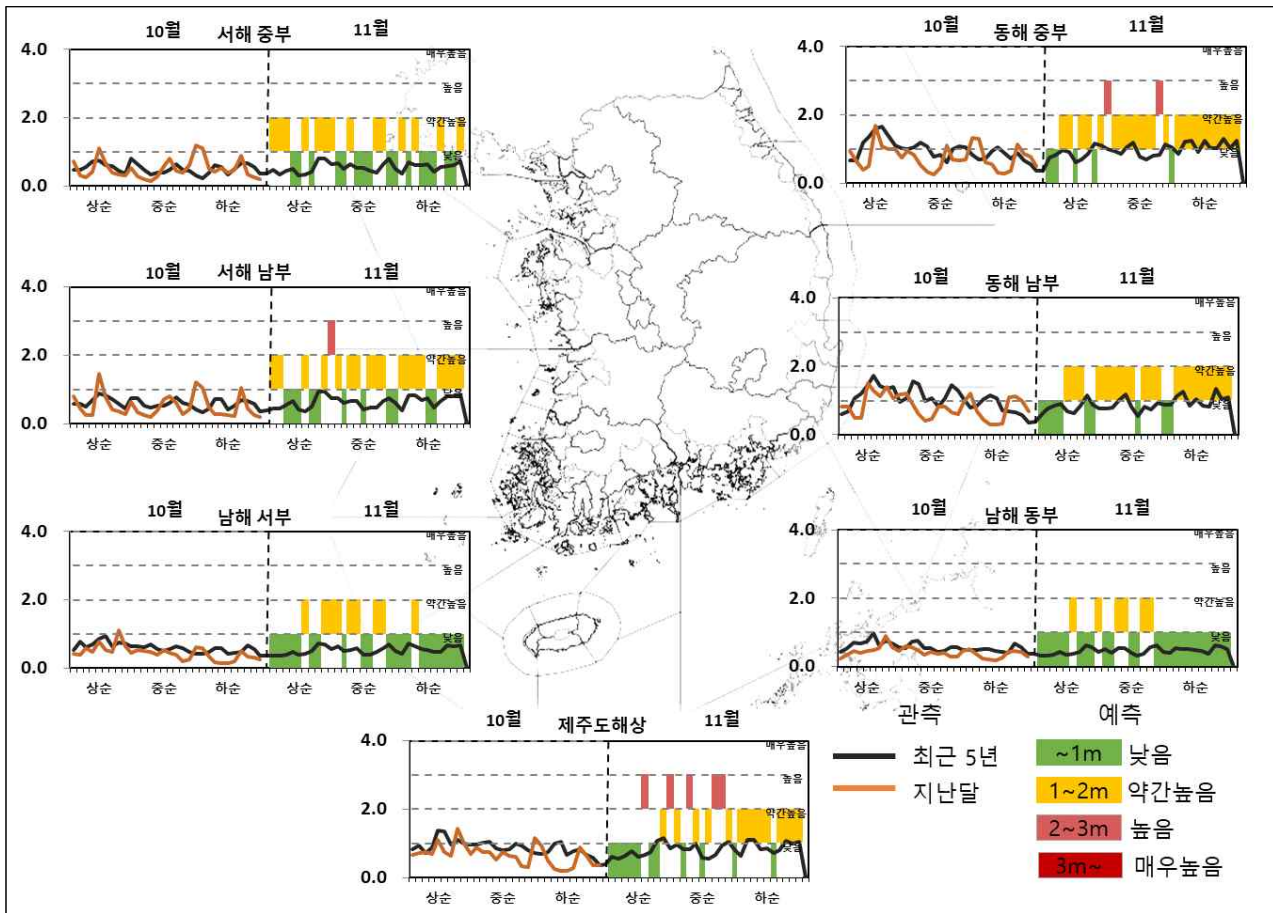 10월 서해 중부 11월
4.0
매우높음
높음
2.0
약간높음
낮음
0.0
상순 중순 하순 상순 중순 하순
10월 동해 중부 11월
4.0
매우높음
높음
2.0
약간높음
낮음
0.0
상순 중순 하순 상순 중순 하순
10월 서해 남부 11월
4.0
매우높음
높음
2.0
약간높음
낮음
0.0
상순 중순 하순 상순 중순 하순
10월 동해 남부 11월
4.0
매우높음
높음
2.0
약간높음
낮음
0.0
상순 중순 하순 상순 중순 하순
10월 남해 서부 11월
4.0
매우높음
높음
2.0
약간높음
낮음
0.0
상순 중순 하순 상순 중순 하순
10월 남해 동부 11월
4.0
매우높음
높음
2.0
약간높음
낮음
0.0
상순 중순 하순 상순 중순 하순
10월 제주도해상 11월
4.0
매우높음
높음
2.0
약간높음
낮음
0.0
상순 중순 하순 상순 중순 하순
관측 예측
최근 5년 ~1m 낮음
지난달 1~2m 약간높음
2~3m 높음
3m~ 매우높음